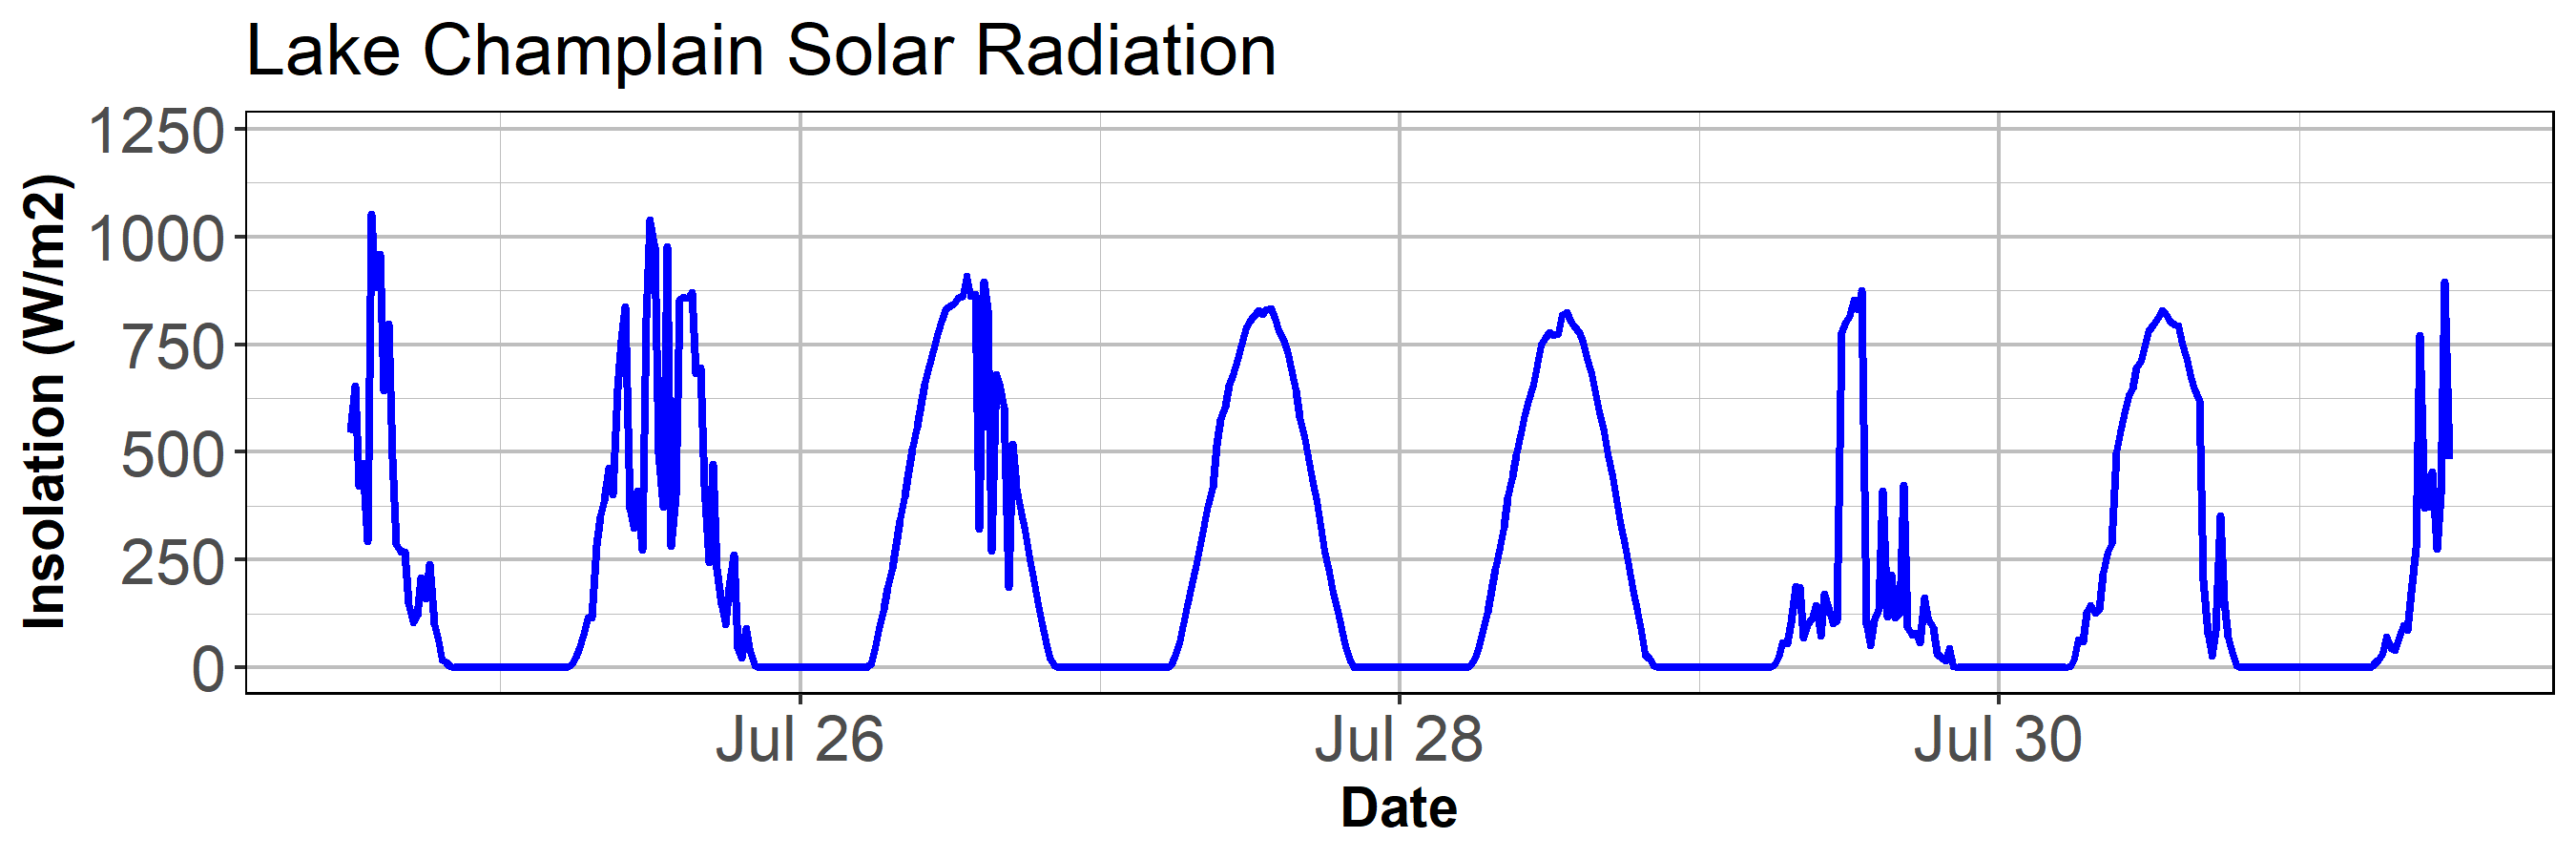 Lake Champlain Solar Radiation
1250
1000
750
500
250
0
Insolation (W/m2)
Jul 26
Jul 28
Jul 30
Date